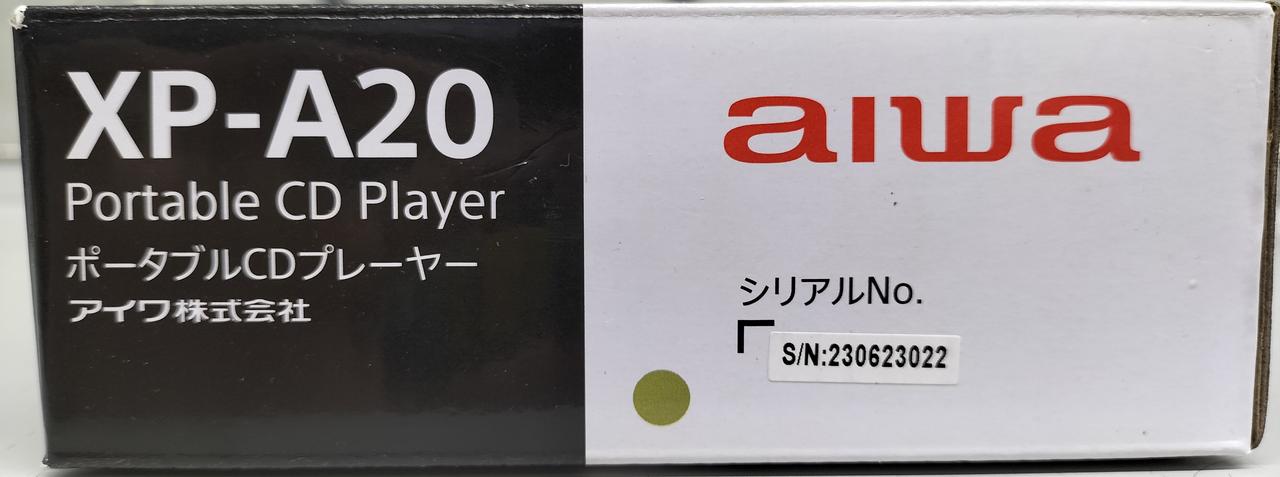 XP-A20
Portable CD Player
ポータブルCDプレーヤー
アイワ株式会社
aiwa
シリアルNo.
S/N:230623022